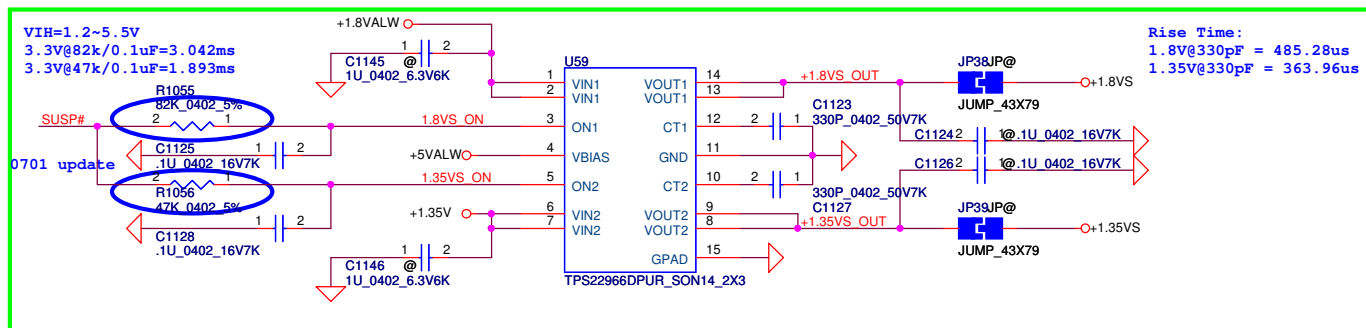 VIH=1.2~5.5V
3.3V@82k/0.1uF=3.042ms
3.3V@47k/0.1uF=1.893ms
+1.8VALW
1 2
C1145 @
1U_0402_6.3V6K
Rise Time:
1.8V@330pF = 485.28us
1.35V@330pF = 363.96us
U59
1 VIN1
2 VIN1
3 ON1
4 VBIAS
5 ON2
6 VIN2
7 VIN2
VOUT1 14
VOUT1 13
CT1 12
GND 11
CT2 10
VOUT2 9
VOUT2 8
GPAD 15
TPS22966DPUR_SON14_2X3
R1055
82K_0402_5%
2 1
SUSP#
1.8VS_ON
C1125
.1U_0402_16V7K
1 2
0701 update
+5VALW
2 1
R1056
47K_0402_5%
1.35VS_ON
1 2
C1128
.1U_0402_16V7K
+1.35V
1 2
C1146 @
1U_0402_6.3V6K
+1.8VS_OUT
JP38 JP@
JUMP_43X79
+1.8VS
C1123
330P_0402_50V7K
2 1
C1124 2 1 @ .1U_0402_16V7K
C1126 2 1 @ .1U_0402_16V7K
2 1
330P_0402_50V7K
C1127
+1.35VS_OUT
JP39 JP@
JUMP_43X79
+1.35VS